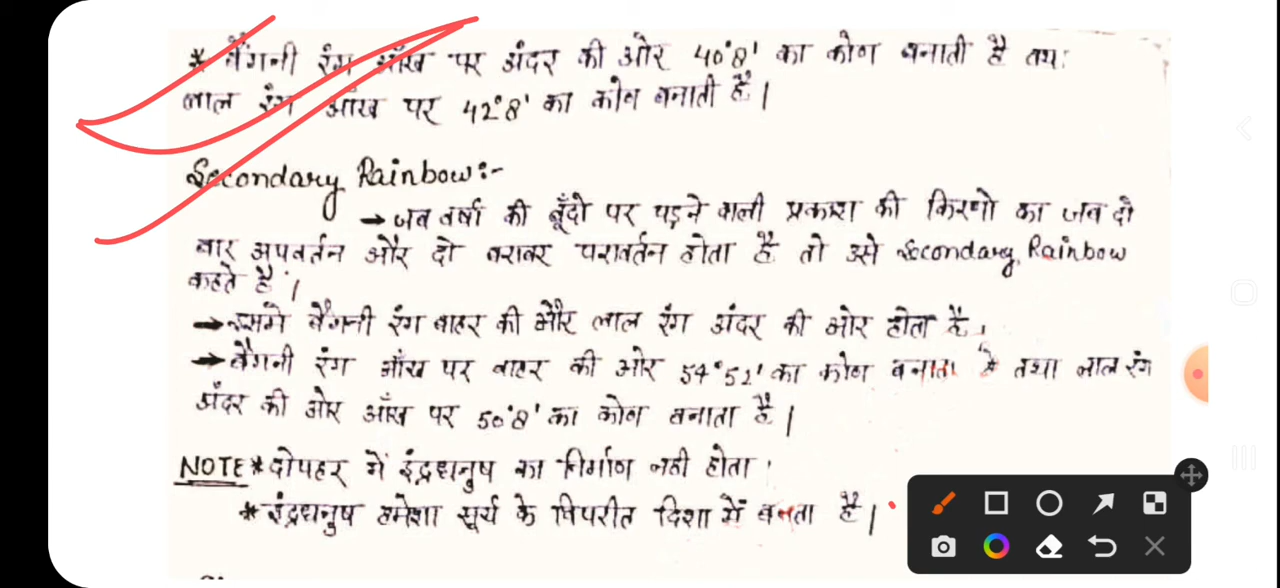 * बैंगनी रंग आँख पर अंदर की ओर 40°8' का कोण बनाती है तथा
लाल रंग आँख पर 42°8' का कोण बनाती है।
Secondary Rainbow:-
→ जब वर्षा की बूँदो पर पड़ने वाली प्रकाश की किरणो का जब दो
बार अपवर्तन और दो बराबर परावर्तन होता है तो उसे Secondary Rainbow
कहते है।
→ इसमे बैंगनी रंग बाहर की और लाल रंग अंदर की ओर होता है।
→ बैंगनी रंग आँख पर बाहर की ओर 54°52' का कोण बनाता है तथा लाल रंग
अंदर की ओर आँख पर 50°8' का कोण बनाता है।
NOTE * दोपहर में इंद्रधनुष का निर्माण नही होता।
* इंद्रधनुष हमेशा सूर्य के विपरीत दिशा में बनता है।